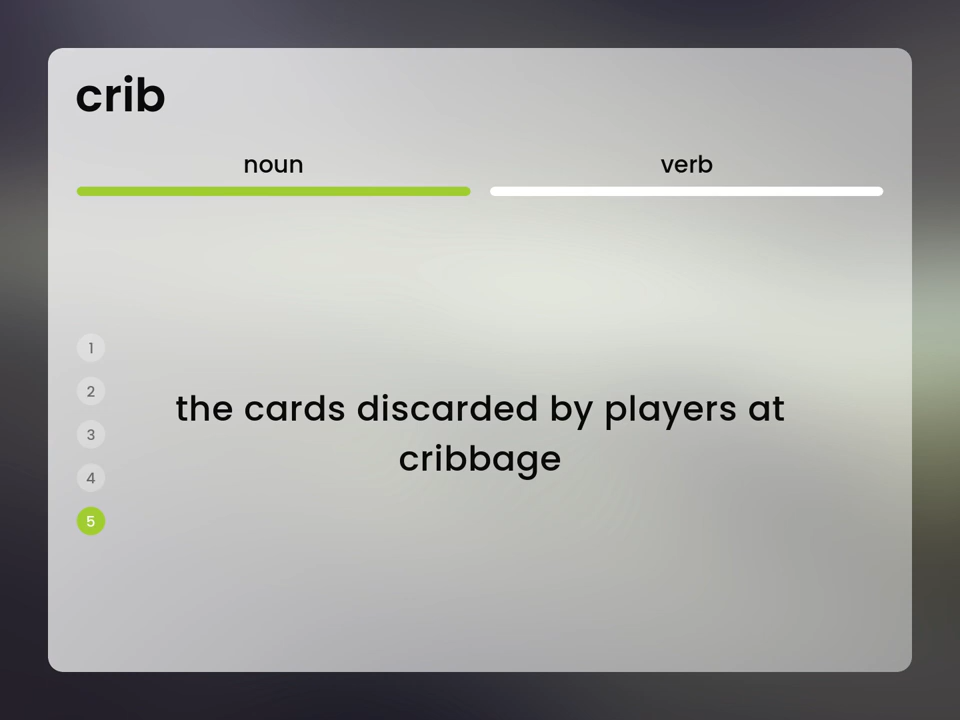 crib
noun
verb
1
2
3
4
5
the cards discarded by players at
cribbage